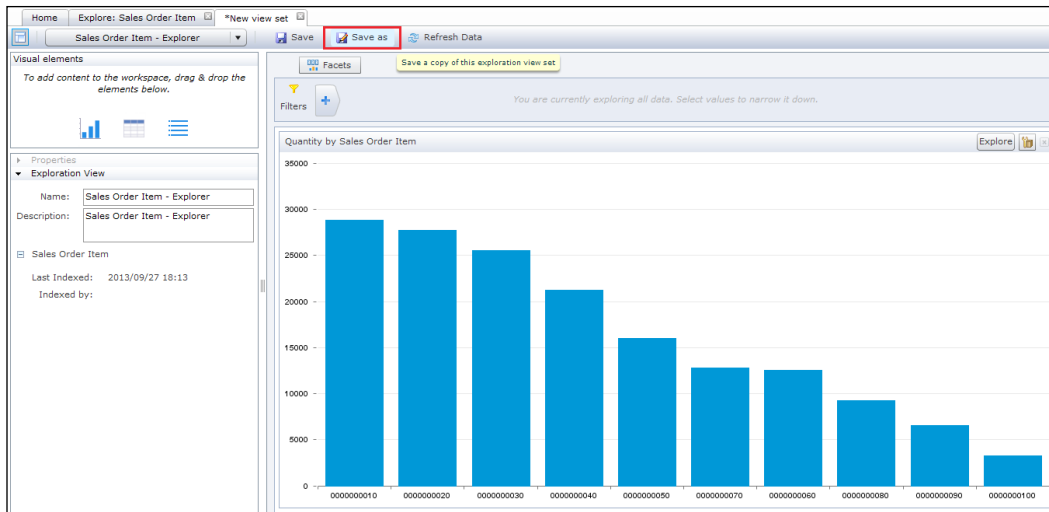 Home Explore: Sales Order Item *New view set
Sales Order Item - Explorer Save Save as Refresh Data
Visual elements
To add content to the workspace, drag & drop the
elements below.
Properties
Exploration View
Name: Sales Order Item - Explorer
Description: Sales Order Item - Explorer
Sales Order Item
Last Indexed: 2013/09/27 18:13
Indexed by:
Facets
Save a copy of this exploration view set
Filters
You are currently exploring all data. Select values to narrow it down.
Quantity by Sales Order Item Explore
35000
30000
25000
20000
15000
10000
5000
0
0000000010 0000000020 0000000030 0000000040 0000000050 0000000070 0000000060 0000000080 0000000090 0000000100